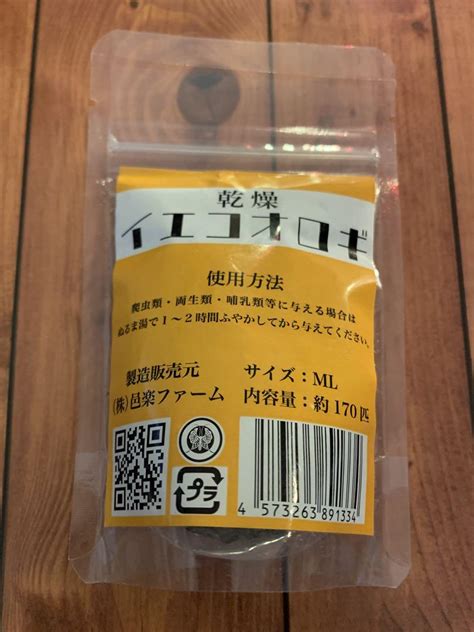 乾燥
イエコオロギ
使用方法
爬虫類・両生類・哺乳類等に与える場合は
ぬるま湯で１～２時間ふやかしてから与えてください。
製造販売元
(株)邑楽ファーム
サイズ：ML
内容量：約170匹
プラ
4 573263 891334